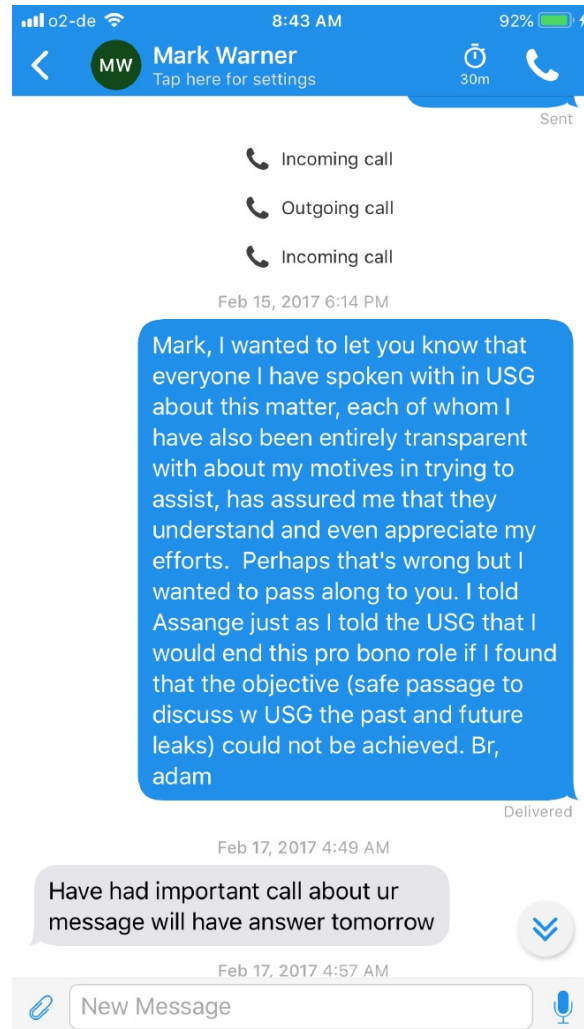 o2-de 8:43 AM 92%
MW Mark Warner
Tap here for settings
30m
Sent
Incoming call
Outgoing call
Incoming call
Feb 15, 2017 6:14 PM
Mark, I wanted to let you know that
everyone I have spoken with in USG
about this matter, each of whom I
have also been entirely transparent
with about my motives in trying to
assist, has assured me that they
understand and even appreciate my
efforts.  Perhaps that's wrong but I
wanted to pass along to you. I told
Assange just as I told the USG that I
would end this pro bono role if I found
that the objective (safe passage to
discuss w USG the past and future
leaks) could not be achieved. Br,
adam
Delivered
Feb 17, 2017 4:49 AM
Have had important call about ur
message will have answer tomorrow
Feb 17, 2017 4:57 AM
New Message